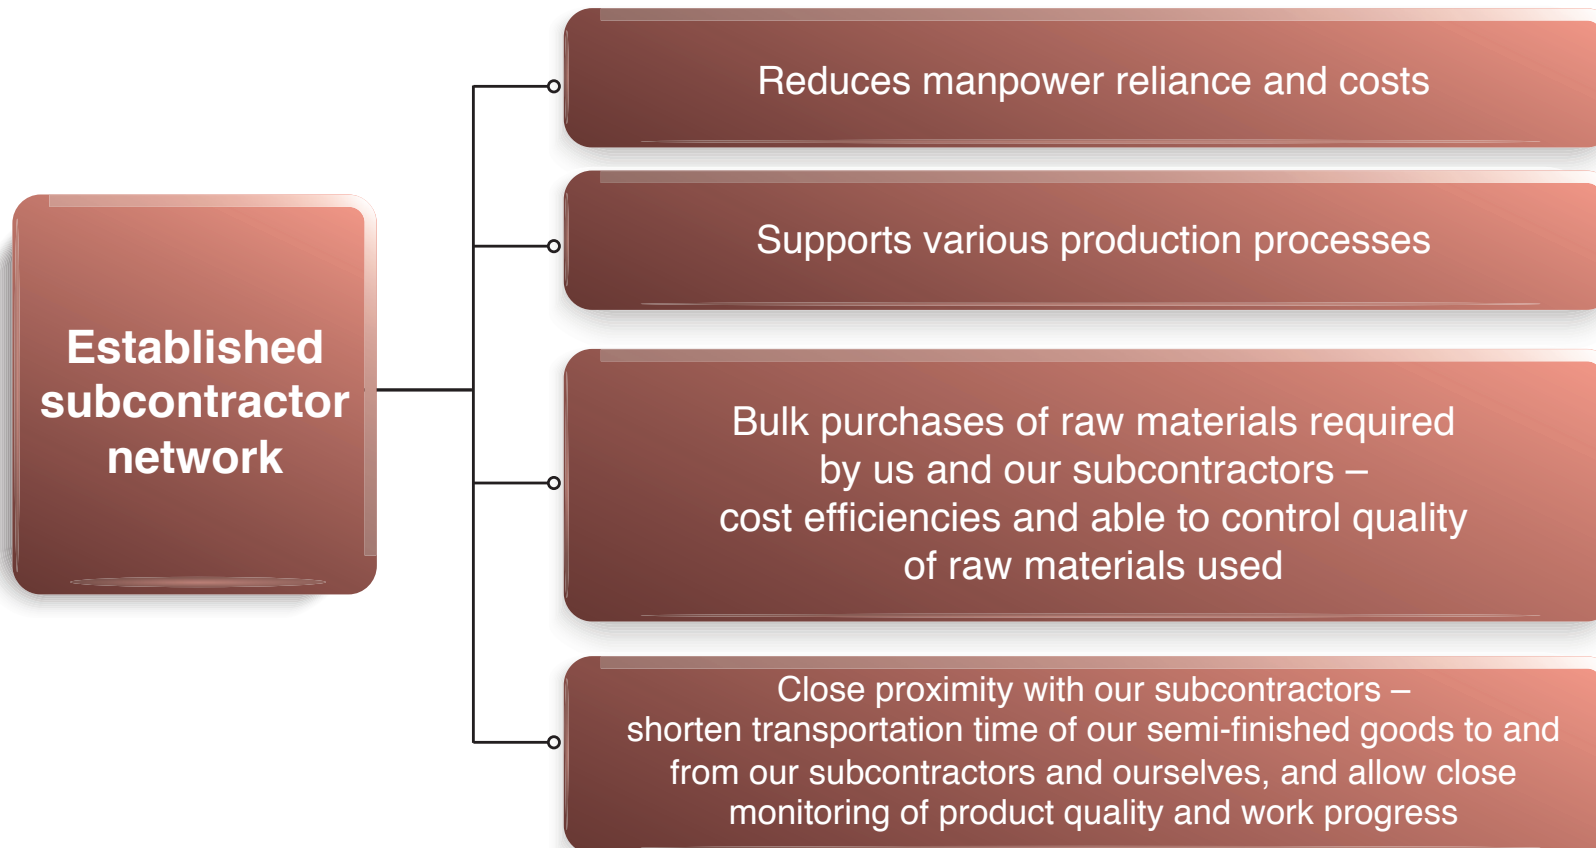 Established
subcontractor
network
Reduces manpower reliance and costs
Supports various production processes
Bulk purchases of raw materials required
by us and our subcontractors –
cost efficiencies and able to control quality
of raw materials used
Close proximity with our subcontractors –
shorten transportation time of our semi-finished goods to and
from our subcontractors and ourselves, and allow close
monitoring of product quality and work progress